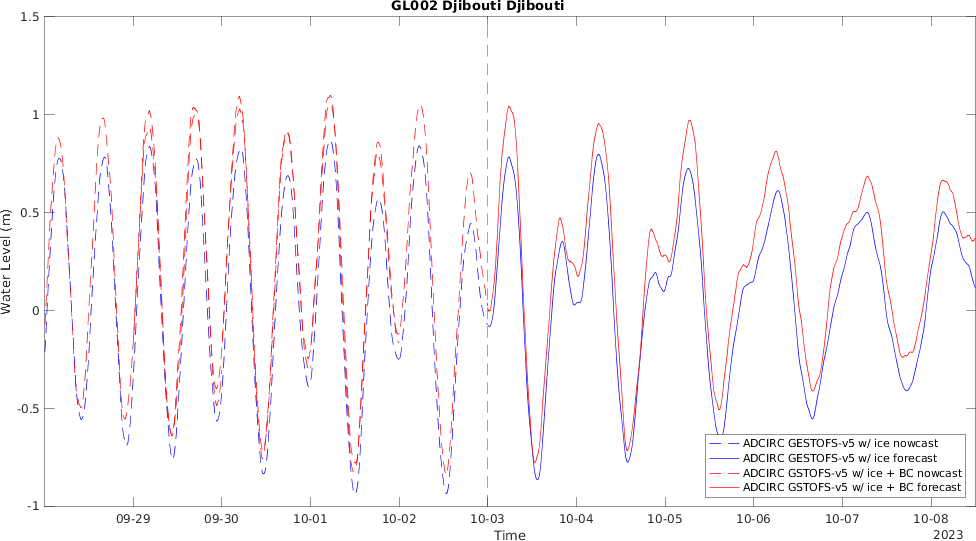 GL002 Djibouti Djibouti
1.5
1
0.5
0
-0.5
-1
Water Level (m)
09-29 09-30 10-01 10-02 10-03 10-04 10-05 10-06 10-07 10-08
Time
2023
ADCIRC GESTOFS-v5 w/ ice nowcast
ADCIRC GESTOFS-v5 w/ ice forecast
ADCIRC GSTOFS-v5 w/ ice + BC nowcast
ADCIRC GSTOFS-v5 w/ ice + BC forecast